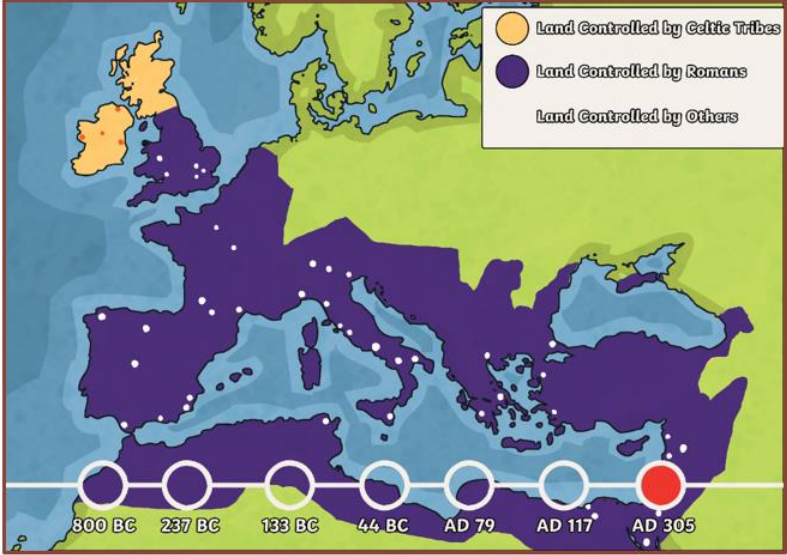 Land Controlled by Celtic Tribes
Land Controlled by Romans
Land Controlled by Others
800 BC 237 BC 133 BC 44 BC AD 79 AD 117 AD 305